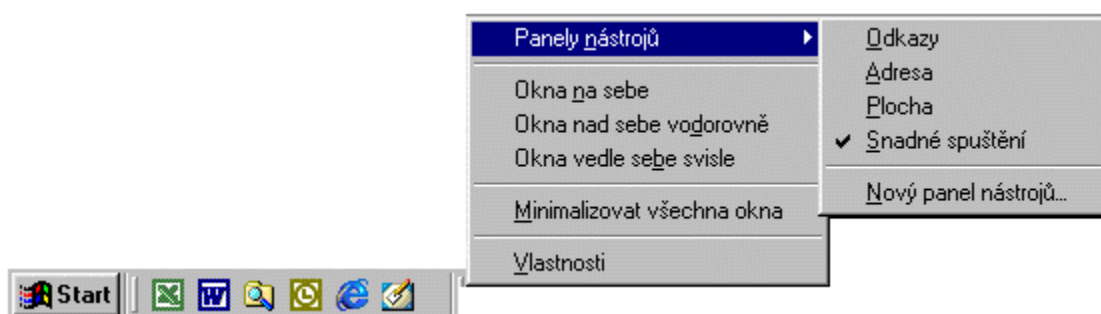 Panely nástrojů
Okna na sebe
Okna nad sebe vodorovně
Okna vedle sebe svisle
Minimalizovat všechna okna
Vlastnosti
Odkazy
Adresa
Plocha
Snadné spuštění
Nový panel nástrojů...
Start